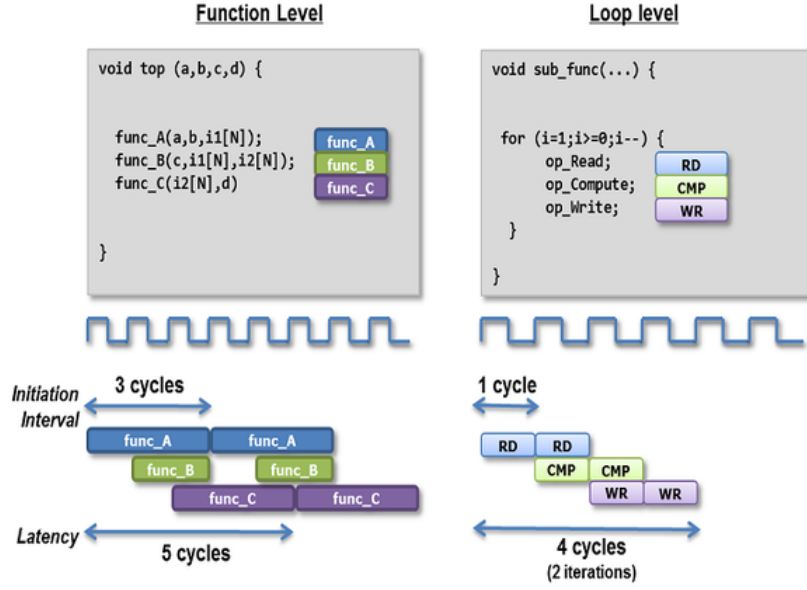 Function Level
void top (a,b,c,d) {
func_A(a,b,i1[N]);
func_B(c,i1[N],i2[N]);
func_C(i2[N],d)
}
func_A
func_B
func_C
Loop level
void sub_func(...) {
for (i=1;i>=0;i--) {
op_Read;
op_Compute;
op_Write;
}
}
RD
CMP
WR
Initiation
Interval
3 cycles
func_A func_A
func_B func_B
func_C func_C
Latency
5 cycles
1 cycle
RD RD
CMP CMP
WR WR
4 cycles
(2 iterations)